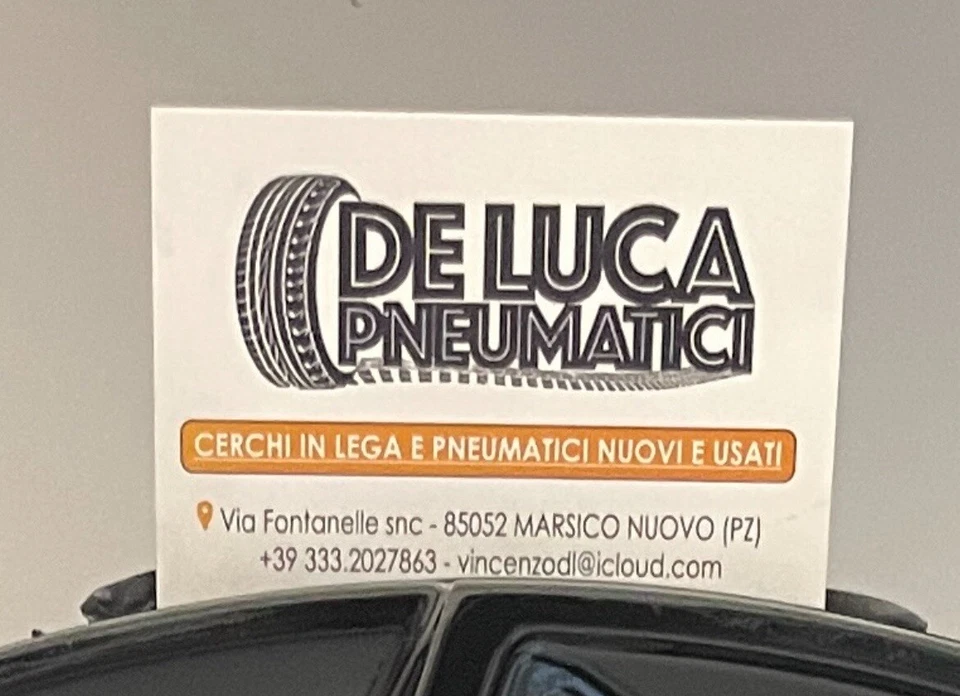 DE LUCA
PNEUMATICI
CERCHI IN LEGA E PNEUMATICI NUOVI E USATI
Via Fontanelle snc - 85052 MARSICO NUOVO (PZ)
+39 333.2027863 - vincenzodl@icloud.com